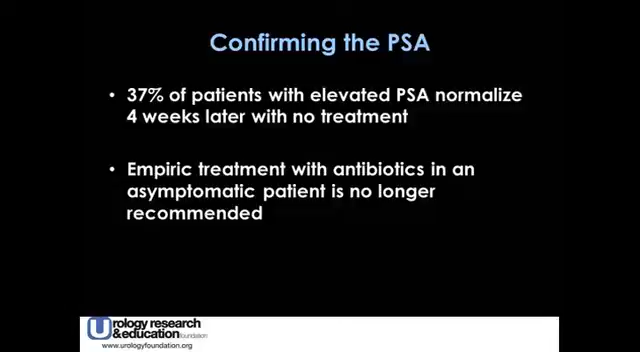 Confirming the PSA
• 37% of patients with elevated PSA normalize
4 weeks later with no treatment
• Empiric treatment with antibiotics in an
asymptomatic patient is no longer
recommended
Urology research
&education foundation
www.urologyfoundation.org